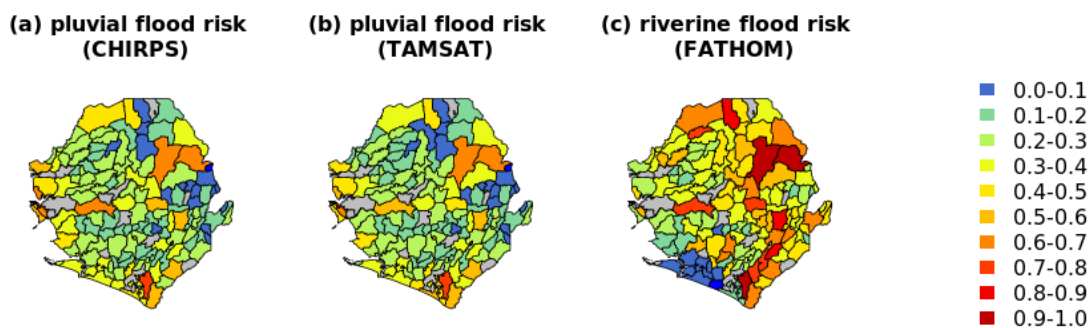 (a) pluvial flood risk
(CHIRPS)
(b) pluvial flood risk
(TAMSAT)
(c) riverine flood risk
(FATHOM)
0.0-0.1
0.1-0.2
0.2-0.3
0.3-0.4
0.4-0.5
0.5-0.6
0.6-0.7
0.7-0.8
0.8-0.9
0.9-1.0